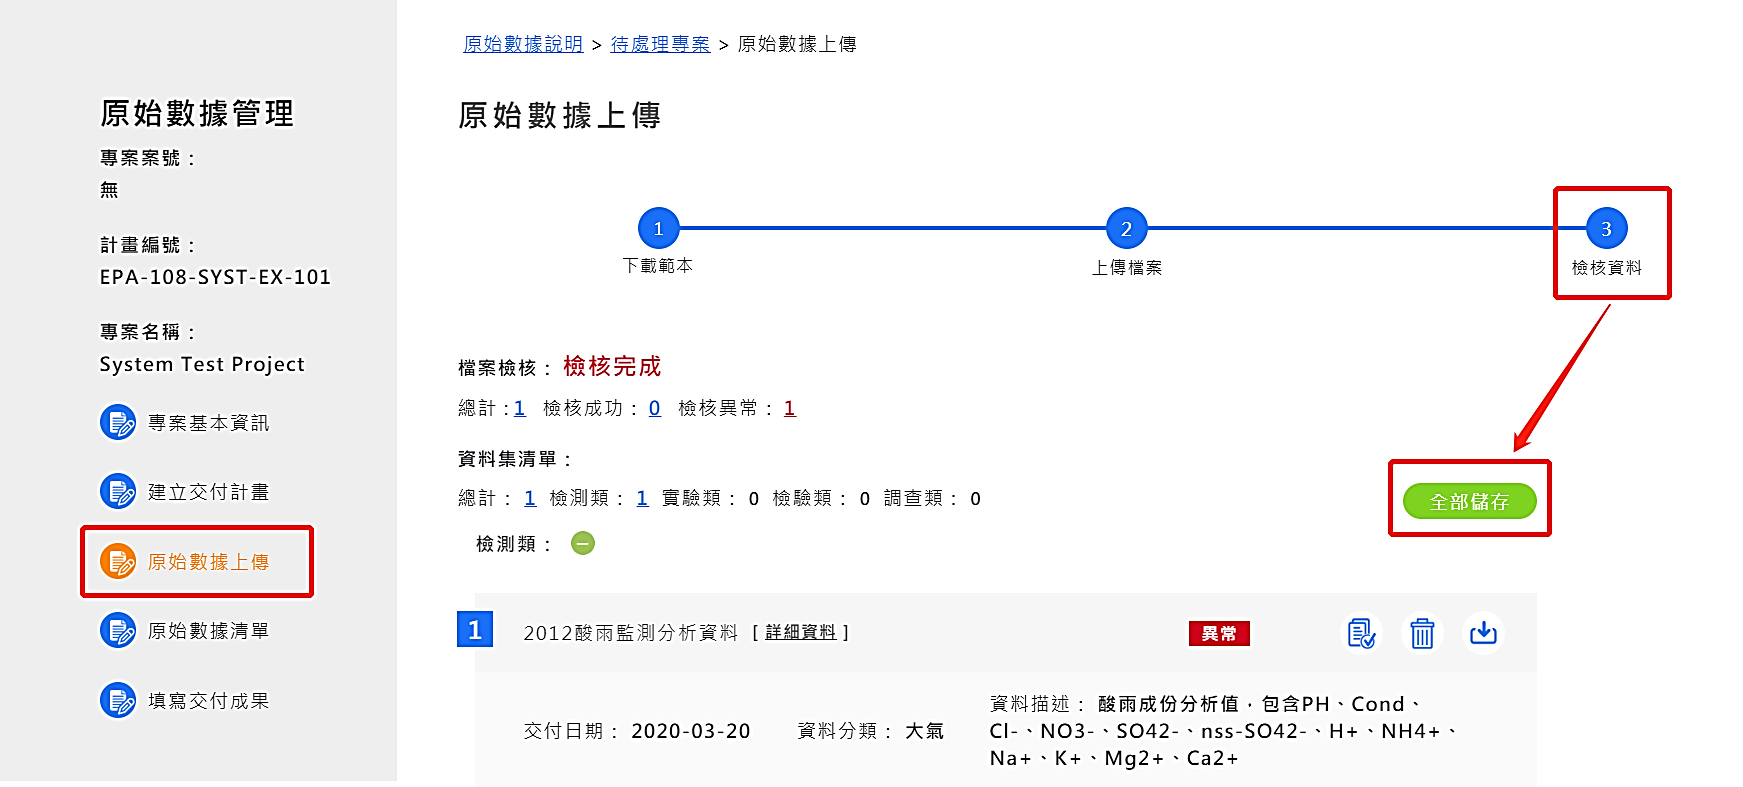 原始數據管理
專案案號：
無
計畫編號：
EPA-108-SYST-EX-101
專案名稱：
System Test Project
專案基本資訊
建立交付計畫
原始數據上傳
原始數據清單
填寫交付成果
原始數據說明 > 待處理專案 > 原始數據上傳
原始數據上傳
1 2 3
下載範本 上傳檔案 檢核資料
檔案檢核： 檢核完成
總計：1 檢核成功： 0 檢核異常： 1
資料集清單：
總計： 1 檢測類： 1 實驗類： 0 檢驗類： 0 調查類： 0
全部儲存
檢測類：
1 2012酸雨監測分析資料 [ 詳細資料 ] 異常
交付日期： 2020-03-20 資料分類： 大氣
資料描述： 酸雨成份分析值，包含PH、Cond、
Cl-、NO3-、SO42-、nss-SO42-、H+、NH4+、
Na+、K+、Mg2+、Ca2+